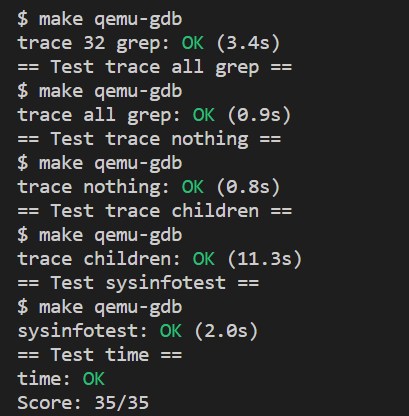 $ make qemu-gdb
trace 32 grep: OK (3.4s)
== Test trace all grep ==
$ make qemu-gdb
trace all grep: OK (0.9s)
== Test trace nothing ==
$ make qemu-gdb
trace nothing: OK (0.8s)
== Test trace children ==
$ make qemu-gdb
trace children: OK (11.3s)
== Test sysinfotest ==
$ make qemu-gdb
sysinfotest: OK (2.0s)
== Test time ==
time: OK
Score: 35/35